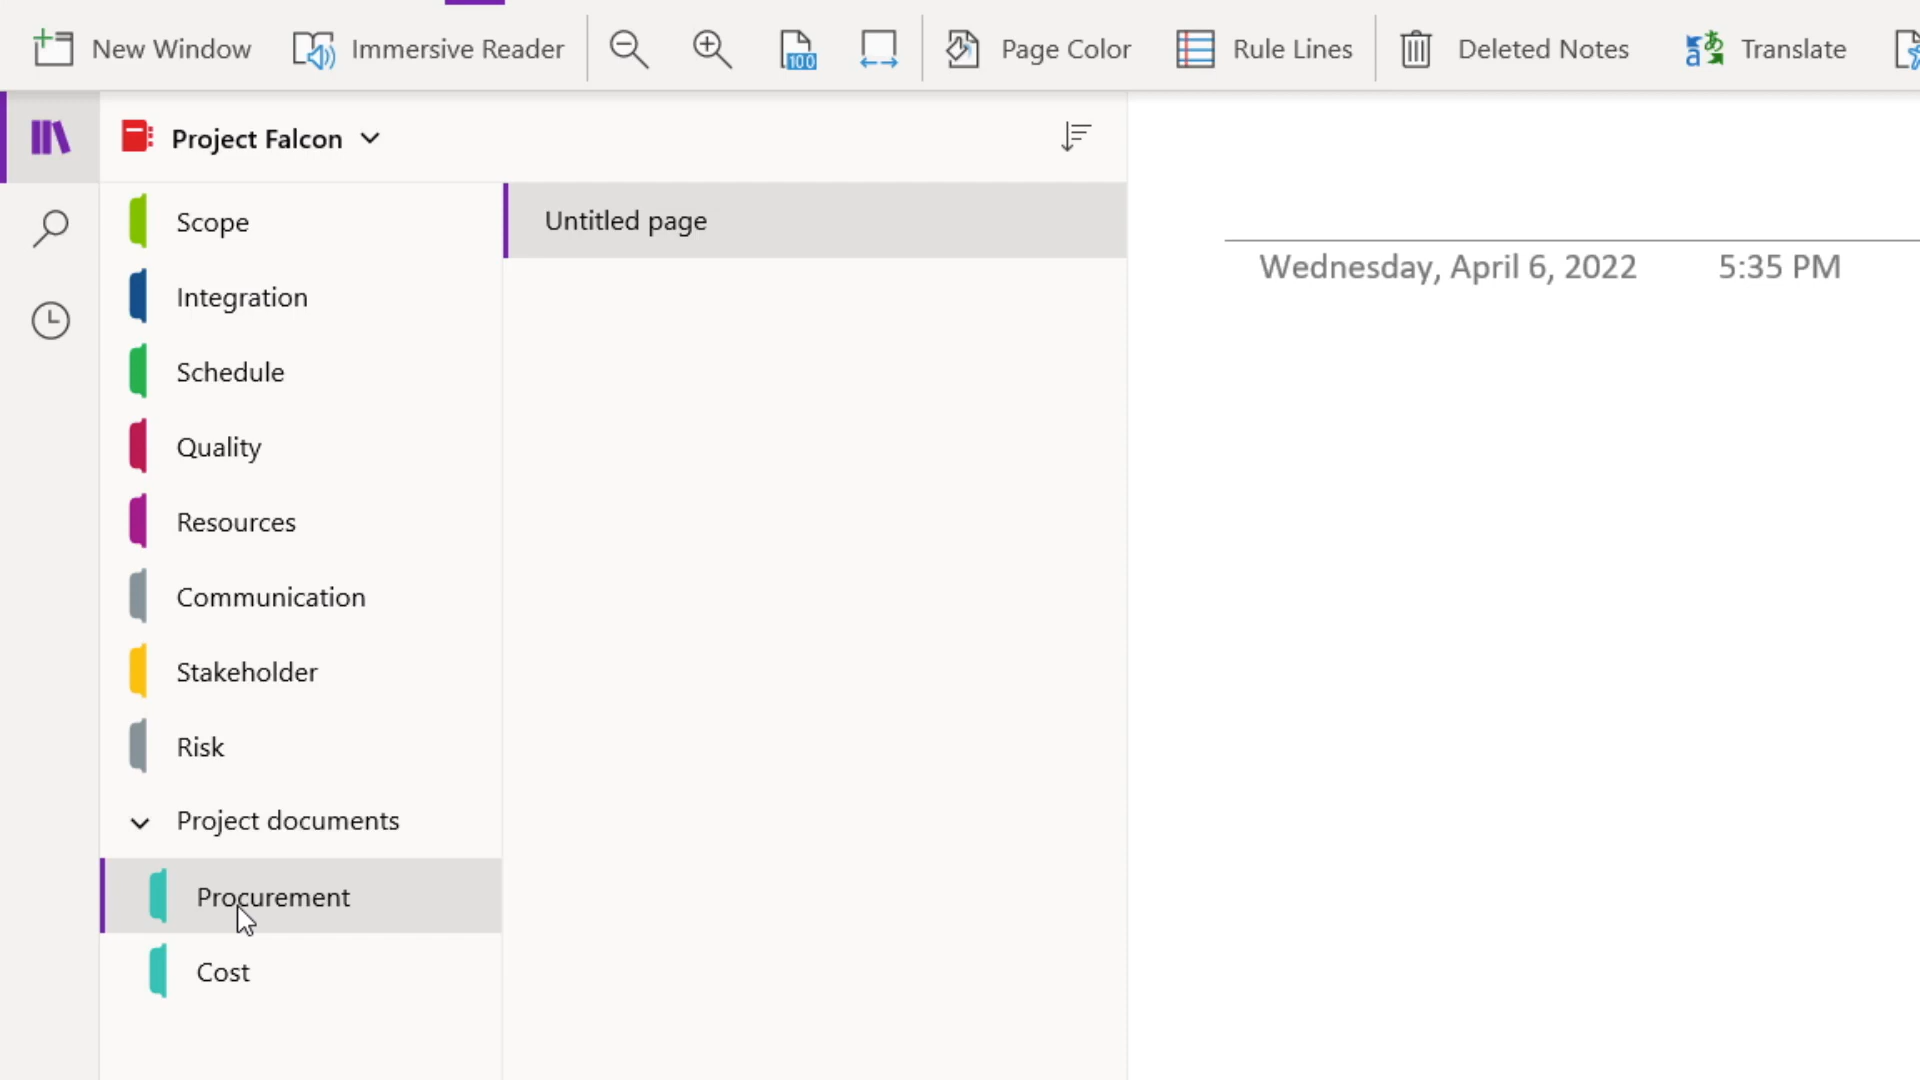 New Window
Immersive Reader
100
Page Color
Rule Lines
Deleted Notes
Translate
Project Falcon
Scope
Integration
Schedule
Quality
Resources
Communication
Stakeholder
Risk
Project documents
Procurement
Cost
Untitled page
Wednesday, April 6, 2022 5:35 PM